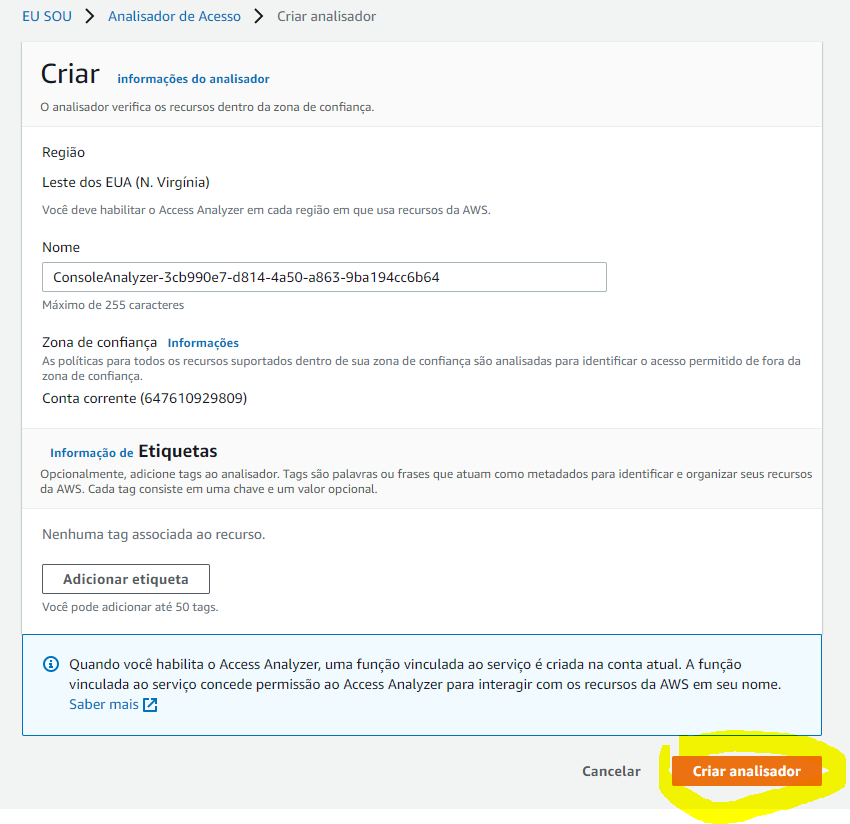 EU SOU > Analisador de Acesso > Criar analisador
Criar informações do analisador
O analisador verifica os recursos dentro da zona de confiança.
Região
Leste dos EUA (N. Virgínia)
Você deve habilitar o Access Analyzer em cada região em que usa recursos da AWS.
Nome
ConsoleAnalyzer-3cb990e7-d814-4a50-a863-9ba194cc6b64
Máximo de 255 caracteres
Zona de confiança Informações
As políticas para todos os recursos suportados dentro de sua zona de confiança são analisadas para identificar o acesso permitido de fora da
zona de confiança.
Conta corrente (647610929809)
Informação de Etiquetas
Opcionalmente, adicione tags ao analisador. Tags são palavras ou frases que atuam como metadados para identificar e organizar seus recursos
da AWS. Cada tag consiste em uma chave e um valor opcional.
Nenhuma tag associada ao recurso.
Adicionar etiqueta
Você pode adicionar até 50 tags.
Quando você habilita o Access Analyzer, uma função vinculada ao serviço é criada na conta atual. A função
vinculada ao serviço concede permissão ao Access Analyzer para interagir com os recursos da AWS em seu nome.
Saber mais
Cancelar Criar analisador